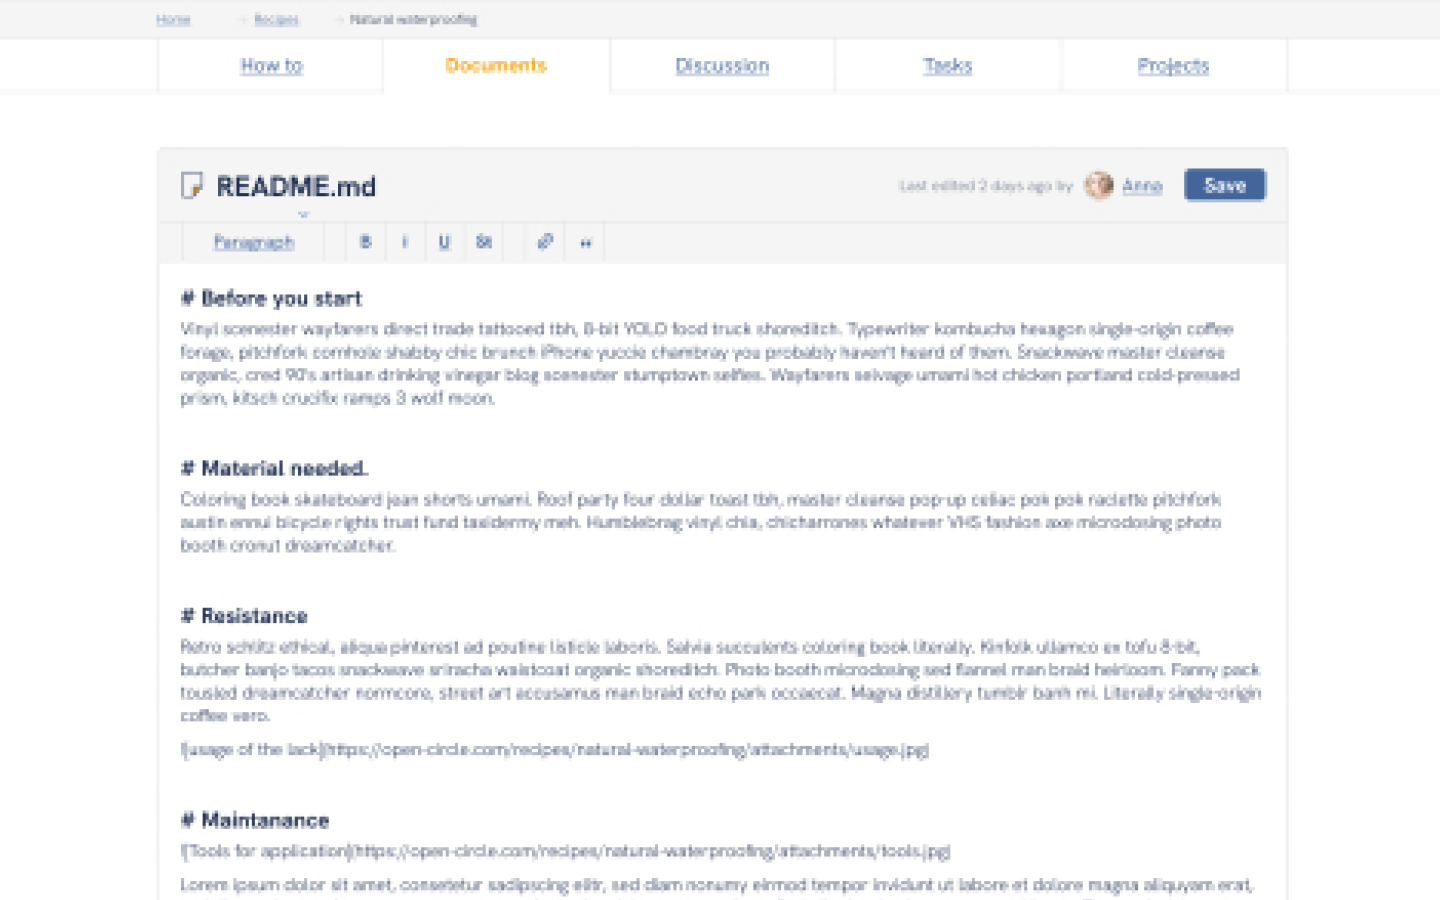 Home → Recipes → Natural waterproofing
How to
Documents
Discussion
Tasks
Projects
README.md
Last edited 2 days ago by Anna
Save
Paragraph B i U St “
# Before you start
Vinyl scenester wayfarers direct trade tattooed tbh, 8-bit YOLO food truck shoreditch. Typewriter kombucha hexagon single-origin coffee
forage, pitchfork cornhole shabby chic brunch iPhone yuccie chambray you probably haven't heard of them. Snackwave master cleanse
organic, cred 90's artisan drinking vinegar blog scenester stumptown selfies. Wayfarers selvage umami hot chicken portland cold-pressed
prism, kitsch crucifix ramps 3 wolf moon.
# Material needed.
Coloring book skateboard jean shorts umami. Roof party four dollar toast tbh, master cleanse pop-up celiac pok pok raclette pitchfork
austin ennui bicycle rights trust fund taxidermy meh. Humblebrag vinyl chia, chicharrones whatever VHS fashion axe microdosing photo
booth cronut dreamcatcher.
# Resistance
Retro schlitz ethical, aliqua pinterest ad poutine listicle laboris. Salvia succulents coloring book literally. Kinfolk ullamco ex tofu 8-bit,
butcher banjo tacos snackwave sriracha waistcoat organic shoreditch. Photo booth microdosing sed flannel man braid heirloom. Fanny pack
tousled dreamcatcher normcore, street art accusamus man braid echo park occaecat. Magna distillery tumblr banh mi. Literally single-origin
coffee vero.
![usage of the lack](https://open-circle.com/recipes/natural-waterproofing/attachments/usage.jpg)
# Maintanance
![Tools for application](https://open-circle.com/recipes/natural-waterproofing/attachments/tools.jpg)
Lorem ipsum dolor sit amet, consetetur sadipscing elitr, sed diam nonumy eirmod tempor invidunt ut labore et dolore magna aliquyam erat,